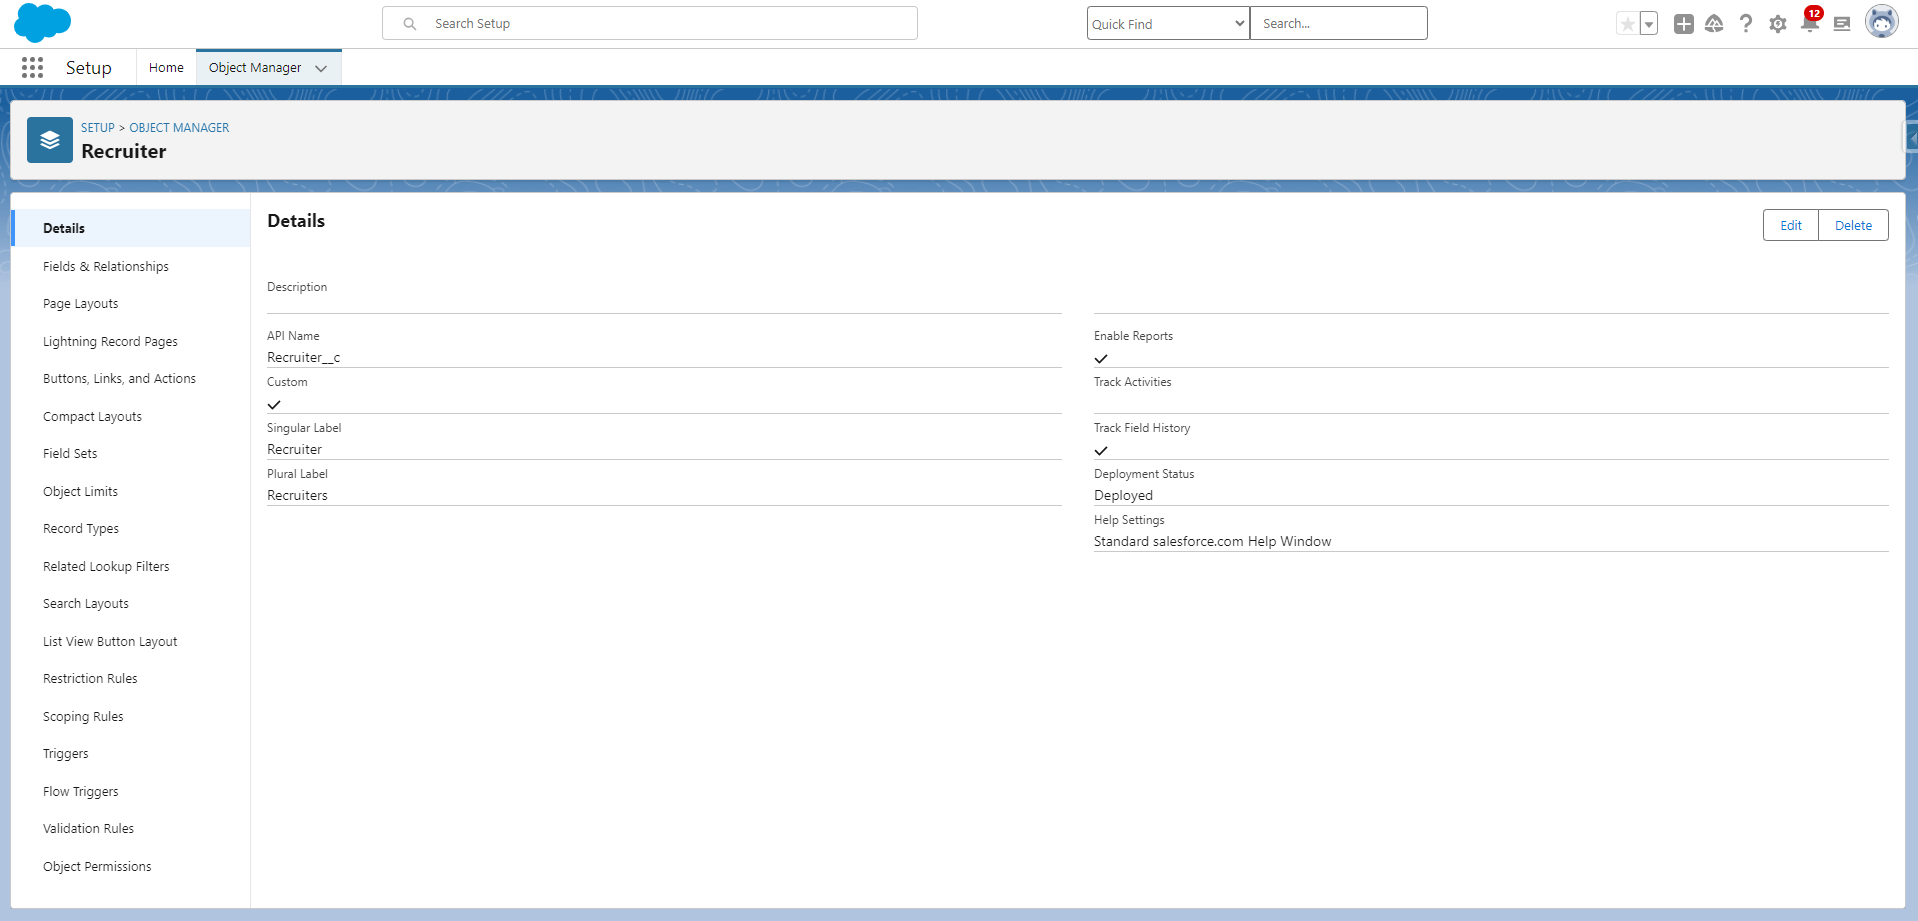 Search Setup
Quick Find
Search...
12
Setup
Home
Object Manager
SETUP > OBJECT MANAGER
Recruiter
Details
Fields & Relationships
Page Layouts
Lightning Record Pages
Buttons, Links, and Actions
Compact Layouts
Field Sets
Object Limits
Record Types
Related Lookup Filters
Search Layouts
List View Button Layout
Restriction Rules
Scoping Rules
Triggers
Flow Triggers
Validation Rules
Object Permissions
Details
Edit
Delete
Description
API Name
Recruiter__c
Custom
Singular Label
Recruiter
Plural Label
Recruiters
Enable Reports
Track Activities
Track Field History
Deployment Status
Deployed
Help Settings
Standard salesforce.com Help Window